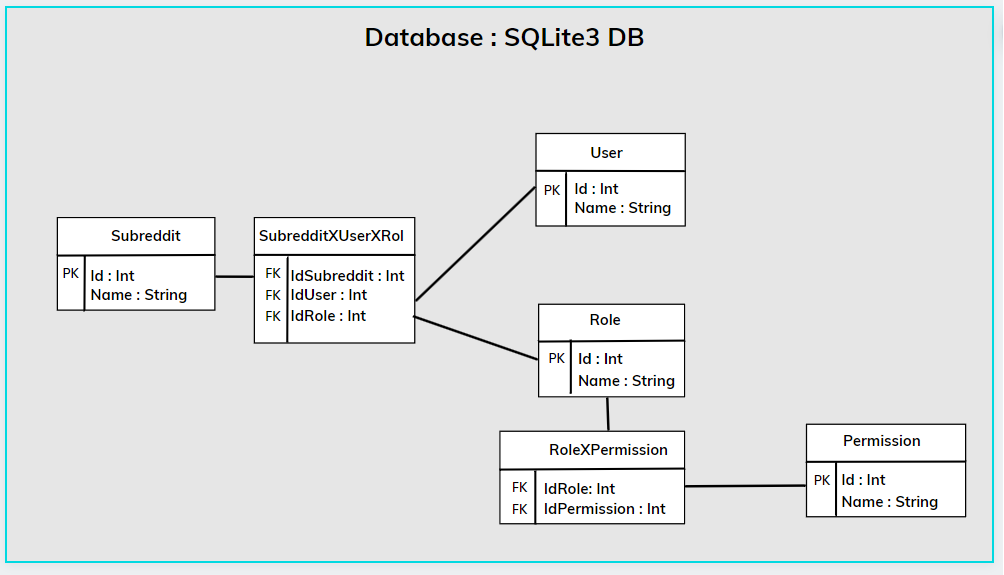 Database : SQLite3 DB
User
PK Id : Int
Name : String
Subreddit
PK Id : Int
Name : String
SubredditXUserXRol
FK IdSubreddit : Int
FK IdUser : Int
FK IdRole : Int
Role
PK Id : Int
Name : String
RoleXPermission
FK IdRole: Int
FK IdPermission : Int
Permission
PK Id : Int
Name : String